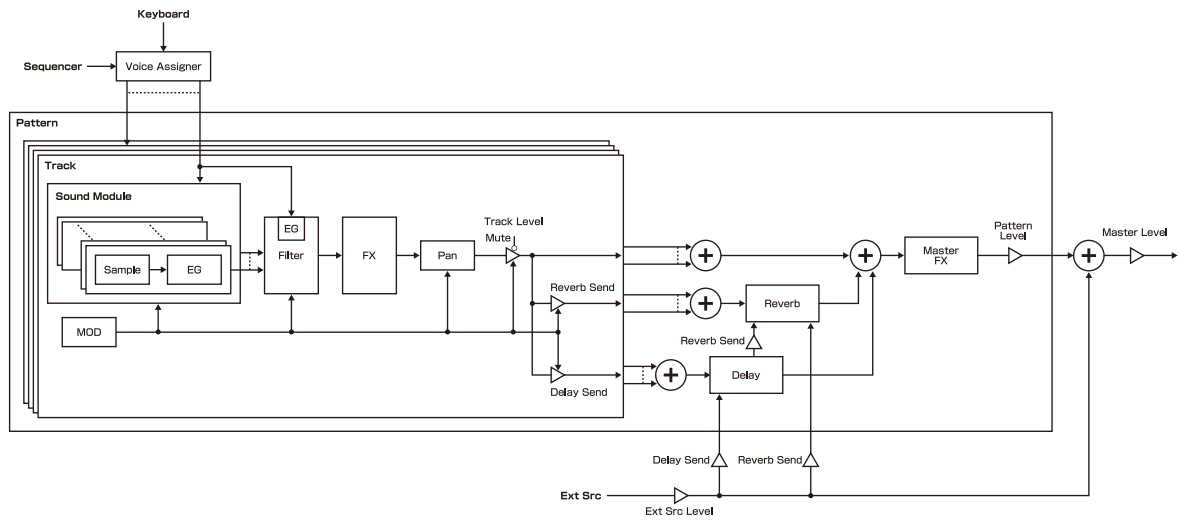 Keyboard
Sequencer
Voice Assigner
Pattern
Track
Sound Module
EG
Track Level
Mute
Pattern
Level
Master Level
Sample
EG
Filter
FX
Pan
Master
FX
Reverb Send
Reverb
MOD
Reverb Send
Delay
Delay Send
Delay Send
Reverb Send
Ext Src
Ext Src Level